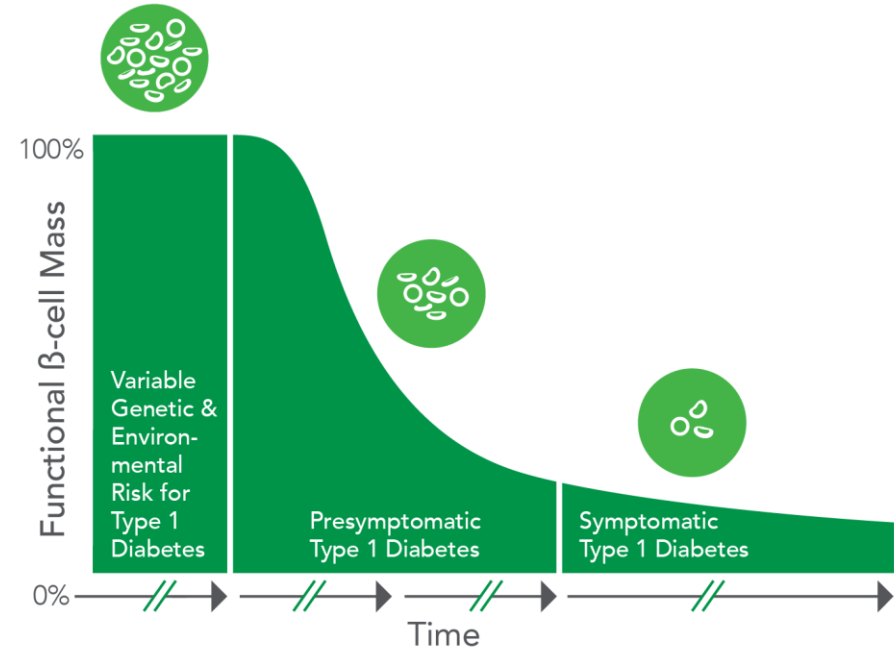 100%
Functional ß-cell Mass
Variable
Genetic &
Environ-
mental
Risk for
Type 1
Diabetes
Presymptomatic
Type 1 Diabetes
Symptomatic
Type 1 Diabetes
0%
Time